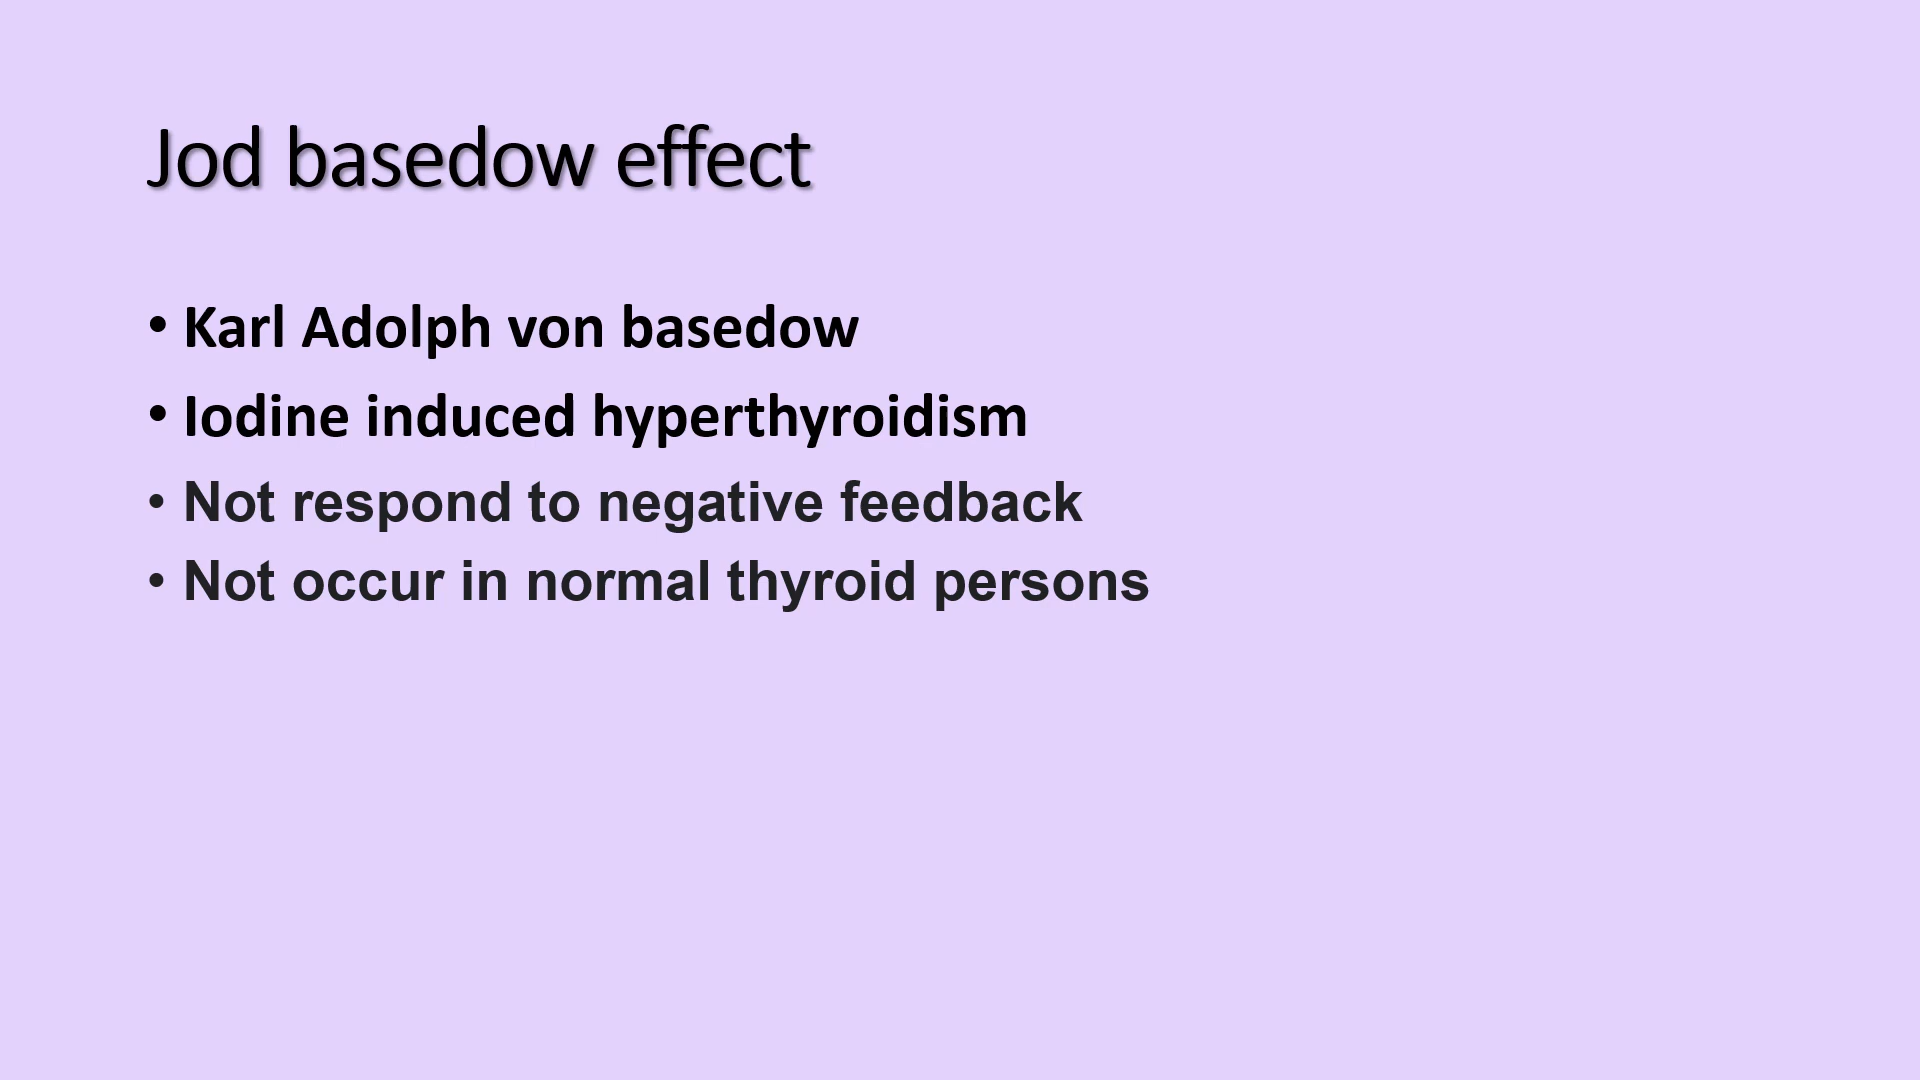 Jod basedow effect
• Karl Adolph von basedow
• Iodine induced hyperthyroidism
• Not respond to negative feedback
• Not occur in normal thyroid persons